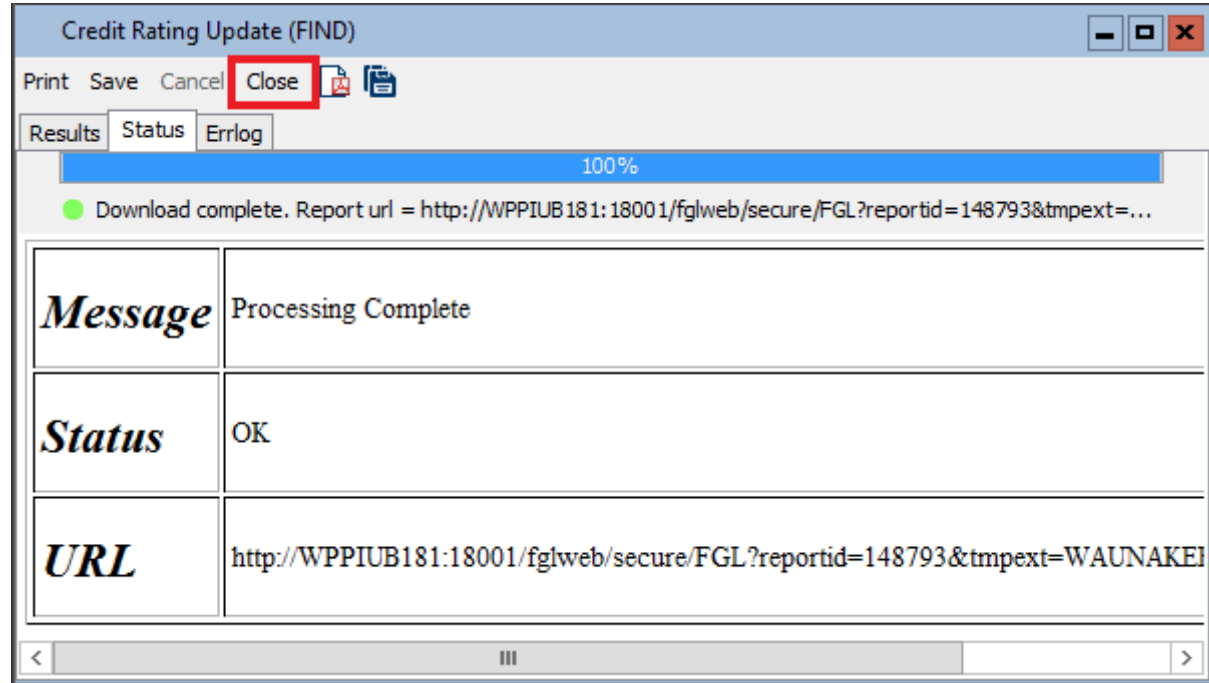 Credit Rating Update (FIND)
Print Save Cancel Close
Results Status Errlog
100%
Download complete. Report url = http://WPPIUB181:18001/fglweb/secure/FGL?reportid=148793&tmpext=...
Message Processing Complete
Status OK
URL http://WPPIUB181:18001/fglweb/secure/FGL?reportid=148793&tmpext=WAUNAKE